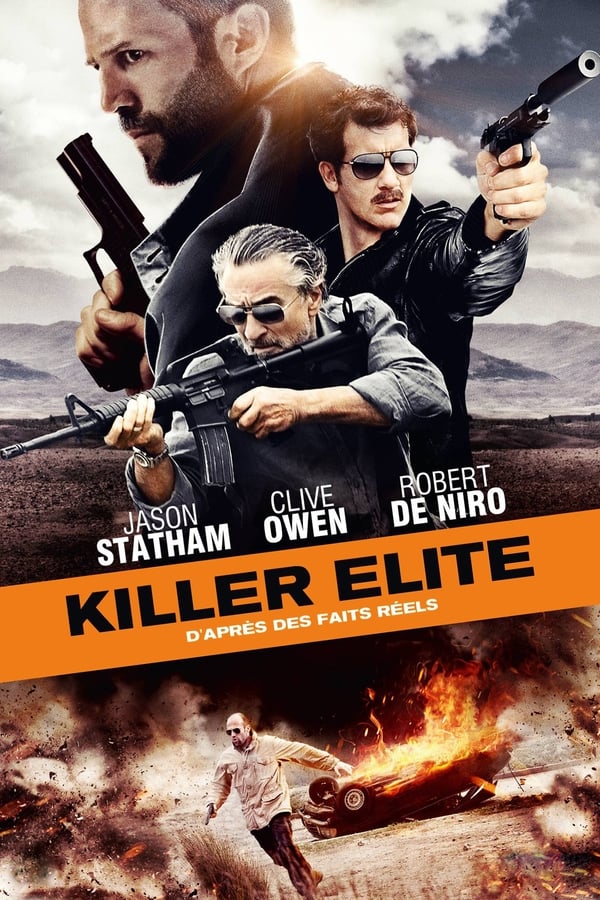 JASON
STATHAM
CLIVE
OWEN
ROBERT
DE NIRO
KILLER ELITE
D'APRÈS DES FAITS RÉELS